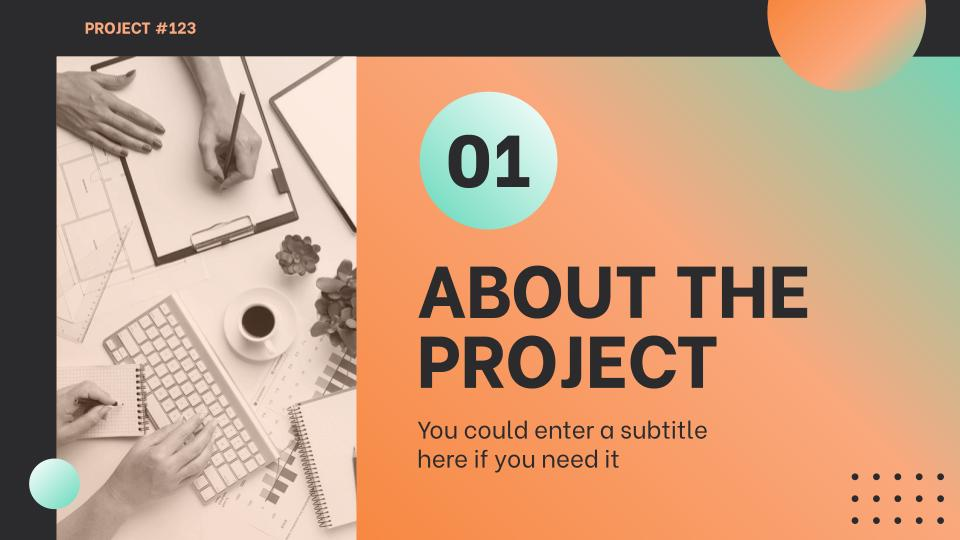 PROJECT #123
01
ABOUT THE
PROJECT
You could enter a subtitle
here if you need it